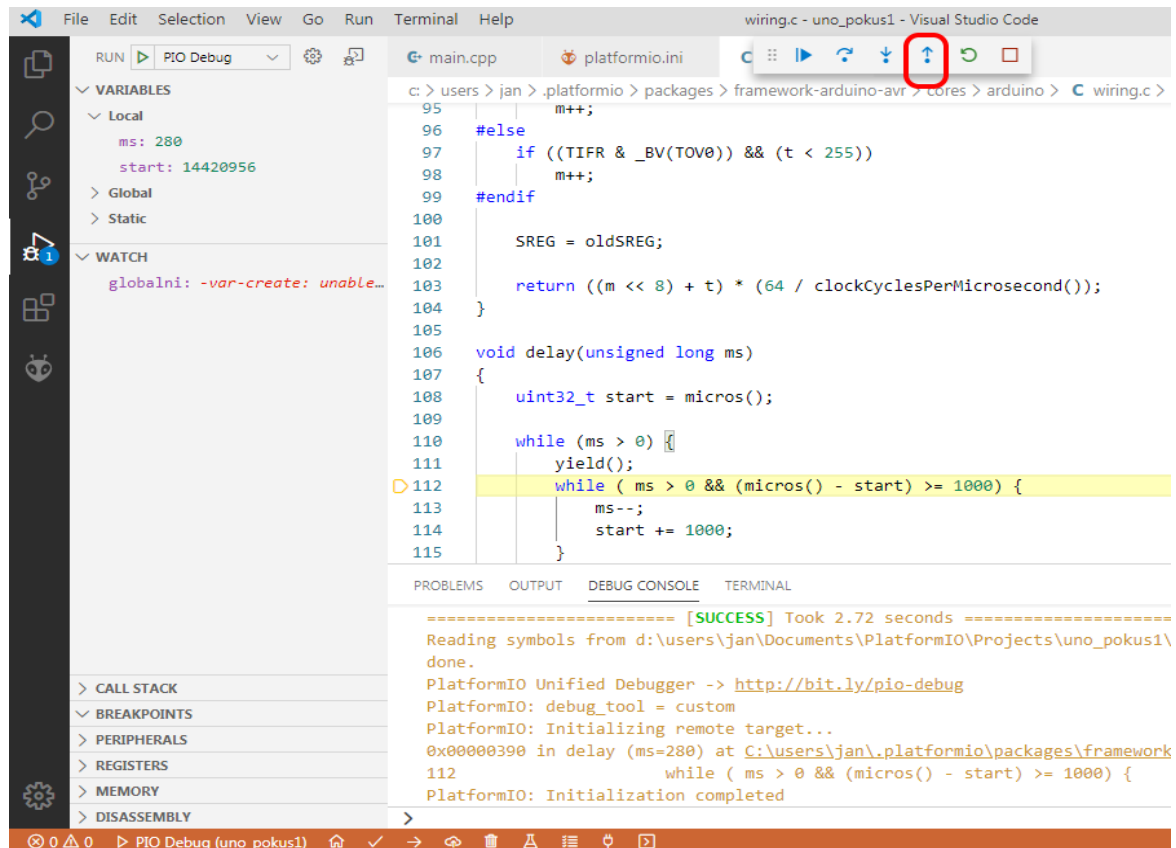 File Edit Selection View Go Run Terminal Help wiring.c - uno_pokus1 - Visual Studio Code
RUN PIO Debug
main.cpp platformio.ini C
VARIABLES
Local
ms: 280
start: 14420956
Global
Static
WATCH
globalni: -var-create: unable…
CALL STACK
BREAKPOINTS
PERIPHERALS
REGISTERS
MEMORY
DISASSEMBLY
1
c: > users > jan > .platformio > packages > framework-arduino-avr > cores > arduino > C wiring.c >
95 m++;
96 #else
97 if ((TIFR & _BV(TOV0)) && (t < 255))
98 m++;
99 #endif
100
101 SREG = oldSREG;
102
103 return ((m << 8) + t) * (64 / clockCyclesPerMicrosecond());
104 }
105
106 void delay(unsigned long ms)
107 {
108 uint32_t start = micros();
109
110 while (ms > 0) {
111 yield();
112 while ( ms > 0 && (micros() - start) >= 1000) {
113 ms--;
114 start += 1000;
115 }
PROBLEMS OUTPUT DEBUG CONSOLE TERMINAL
========================= [SUCCESS] Took 2.72 seconds =====================
Reading symbols from d:\users\jan\Documents\PlatformIO\Projects\uno_pokus1\
done.
PlatformIO Unified Debugger -> http://bit.ly/pio-debug
PlatformIO: debug_tool = custom
PlatformIO: Initializing remote target...
0x00000390 in delay (ms=280) at C:\users\jan\.platformio\packages\framework
112 while ( ms > 0 && (micros() - start) >= 1000) {
PlatformIO: Initialization completed
>
0 0 PIO Debug (uno_pokus1)